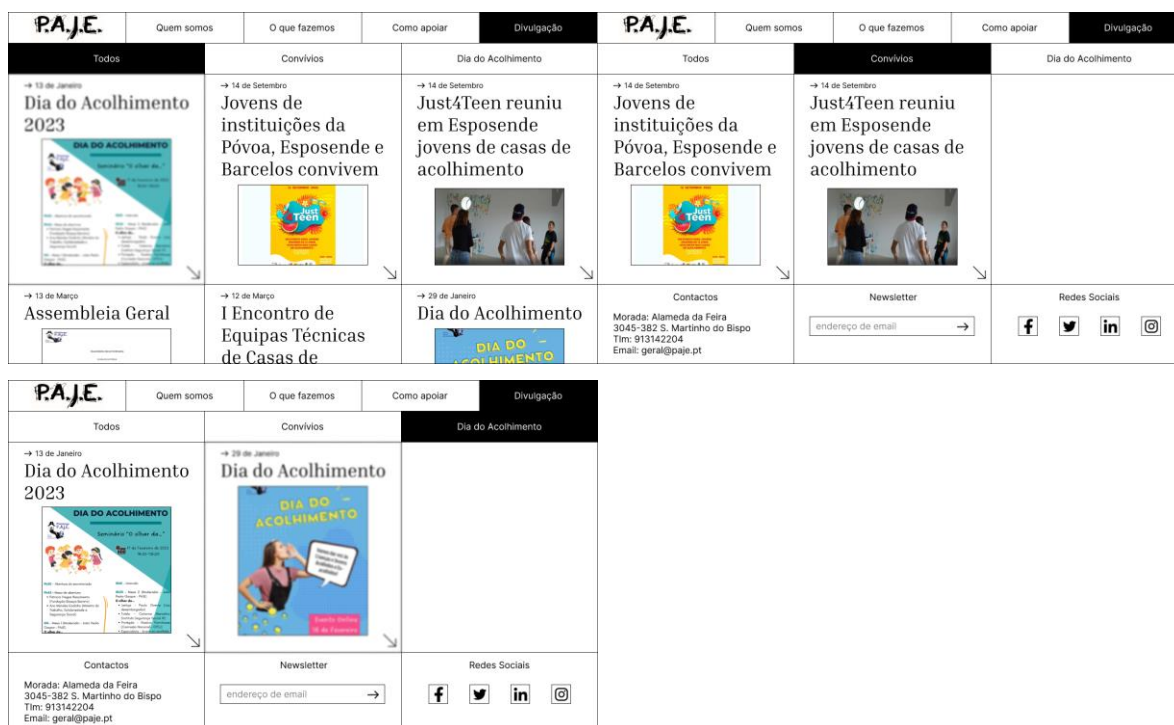 P.A.J.E. Quem somos O que fazemos Como apoiar Divulgação
Todos Convívios Dia do Acolhimento
→ 13 de Janeiro
Dia do Acolhimento
2023
DIA DO ACOLHIMENTO
Seminário "O olhar da..."
→ 14 de Setembro
Jovens de
instituições da
Póvoa, Esposende e
Barcelos convivem
Just
Teen
→ 14 de Setembro
Just4Teen reuniu
em Esposende
jovens de casas de
acolhimento
→ 13 de Março
Assembleia Geral
→ 12 de Março
I Encontro de
Equipas Técnicas
de Casas de
→ 29 de Janeiro
Dia do Acolhimento
DIA DO
ACOLHIMENTO
P.A.J.E. Quem somos O que fazemos Como apoiar Divulgação
Todos Convívios Dia do Acolhimento
→ 14 de Setembro
Jovens de
instituições da
Póvoa, Esposende e
Barcelos convivem
Just
Teen
→ 14 de Setembro
Just4Teen reuniu
em Esposende
jovens de casas de
acolhimento
Contactos
Morada: Alameda da Feira
3045-382 S. Martinho do Bispo
Tlm: 913142204
Email: geral@paje.pt
Newsletter
endereço de email →
Redes Sociais
P.A.J.E. Quem somos O que fazemos Como apoiar Divulgação
Todos Convívios Dia do Acolhimento
→ 13 de Janeiro
Dia do Acolhimento
2023
DIA DO ACOLHIMENTO
Seminário "O olhar da..."
→ 29 de Janeiro
Dia do Acolhimento
DIA DO
ACOLHIMENTO
Evento Online
Contactos
Morada: Alameda da Feira
3045-382 S. Martinho do Bispo
Tlm: 913142204
Email: geral@paje.pt
Newsletter
endereço de email →
Redes Sociais